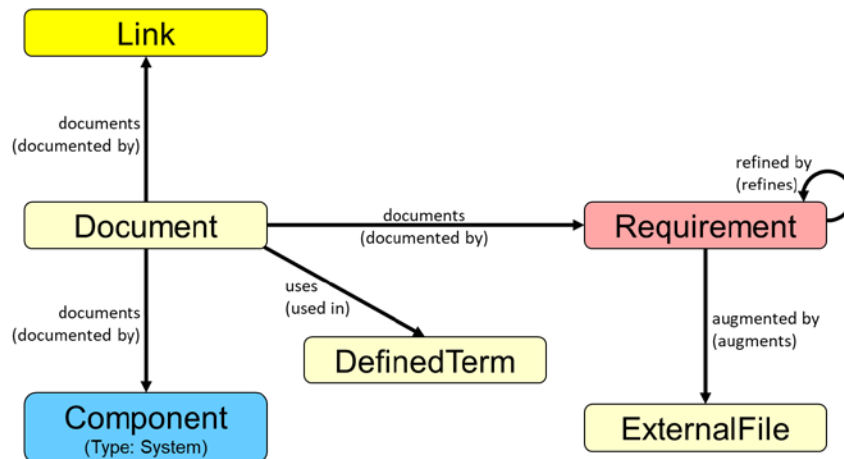 Link
documents
(documented by)
refined by
(refines)
Document
documents
(documented by)
Requirement
uses
(used in)
documents
(documented by)
augmented by
(augments)
DefinedTerm
Component
(Type: System)
ExternalFile